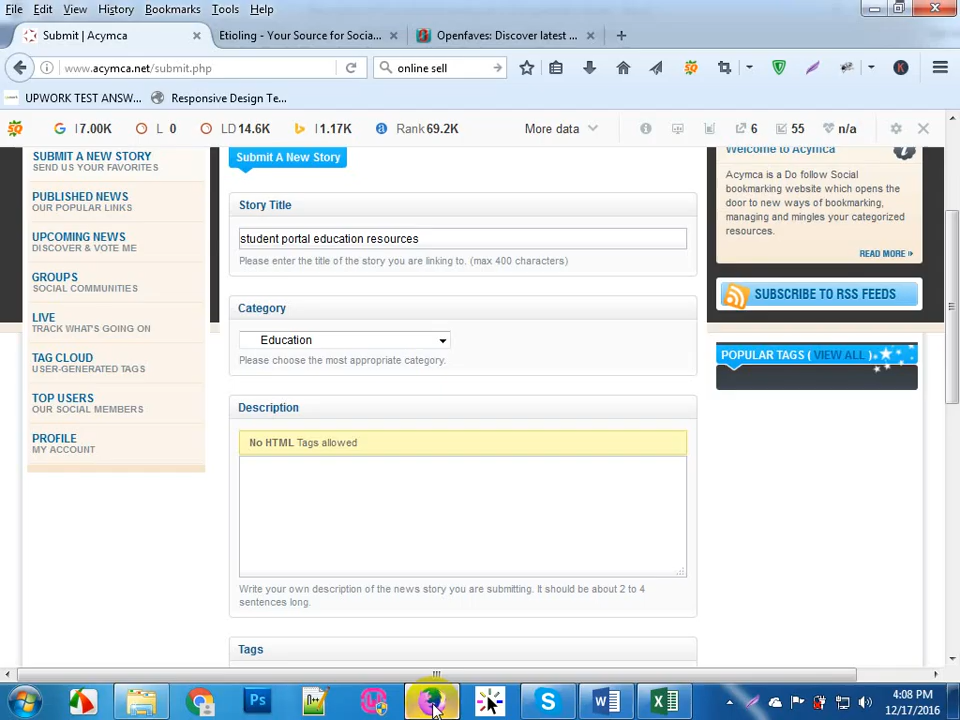 File Edit View History Bookmarks Tools Help
Submit | Acymca
Etioling - Your Source for Socia...
Openfaves: Discover latest ...
www.acymca.net/submit.php
online sell
UPWORK TEST ANSW...
Responsive Design Te...
I 7.00K
L 0
LD 14.6K
I 1.17K
Rank 69.2K
More data
6
55
n/a
SUBMIT A NEW STORY
SEND US YOUR FAVORITES
PUBLISHED NEWS
OUR POPULAR LINKS
UPCOMING NEWS
DISCOVER & VOTE ME
GROUPS
SOCIAL COMMUNITIES
LIVE
TRACK WHAT'S GOING ON
TAG CLOUD
USER-GENERATED TAGS
TOP USERS
OUR SOCIAL MEMBERS
PROFILE
MY ACCOUNT
Submit A New Story
Story Title
student portal education resources
Please enter the title of the story you are linking to. (max 400 characters)
Category
Education
Please choose the most appropriate category.
Description
No HTML Tags allowed
Write your own description of the news story you are submitting. It should be about 2 to 4
sentences long.
Tags
Welcome to Acymca
Acymca is a Do follow Social
bookmarking website which opens the
door to new ways of bookmarking,
managing and mingles your categorized
resources.
READ MORE
SUBSCRIBE TO RSS FEEDS
POPULAR TAGS ( VIEW ALL )
4:08 PM
12/17/2016